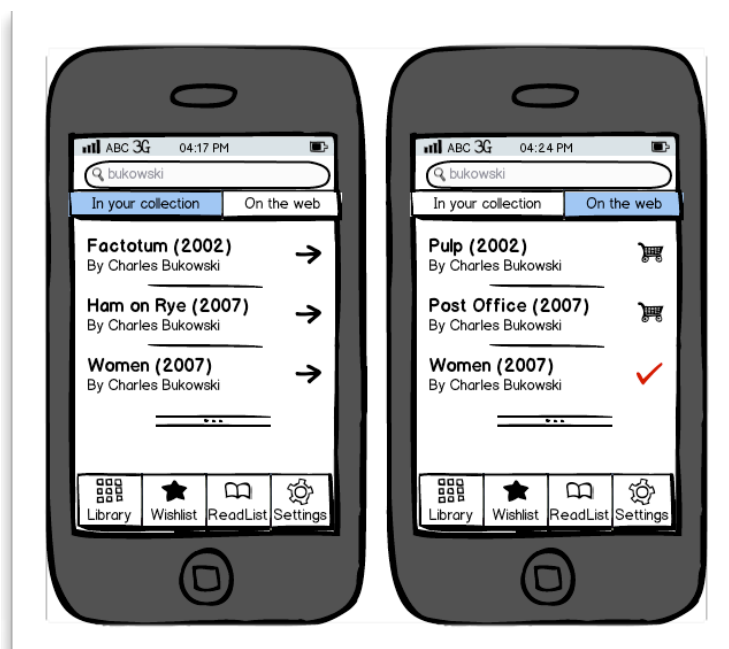 ABC 3G 04:17 PM
bukowski
In your collection On the web
Factotum (2002)
By Charles Bukowski
Ham on Rye (2007)
By Charles Bukowski
Women (2007)
By Charles Bukowski
...
Library Wishlist ReadList Settings
ABC 3G 04:24 PM
bukowski
In your collection On the web
Pulp (2002)
By Charles Bukowski
Post Office (2007)
By Charles Bukowski
Women (2007)
By Charles Bukowski
...
Library Wishlist ReadList Settings